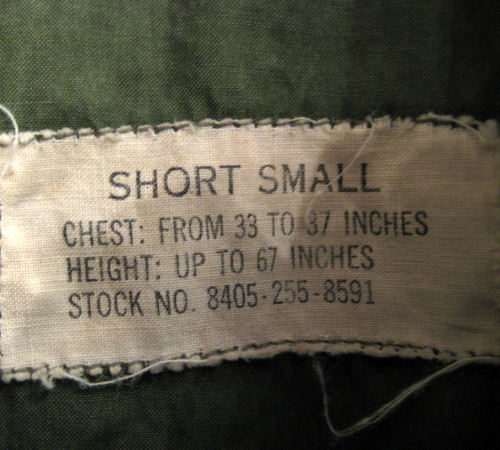 SHORT SMALL
CHEST: FROM 33 TO 37 INCHES
HEIGHT: UP TO 67 INCHES
STOCK NO. 8405-255-8591